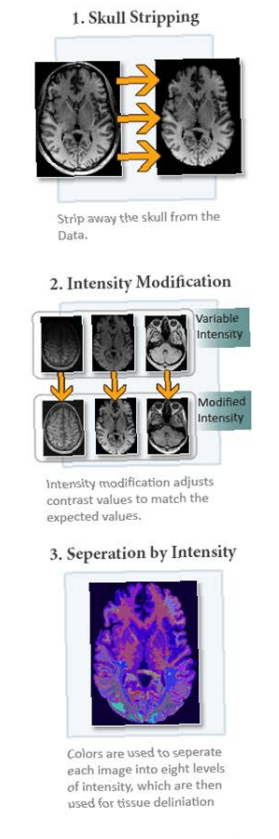 1. Skull Stripping
Strip away the skull from the
Data.
2. Intensity Modification
Variable
Intensity
Modified
Intensity
Intensity modification adjusts
contrast values to match the
expected values.
3. Seperation by Intensity
Colors are used to seperate
each image into eight levels
of intensity, which are then
used for tissue deliniation